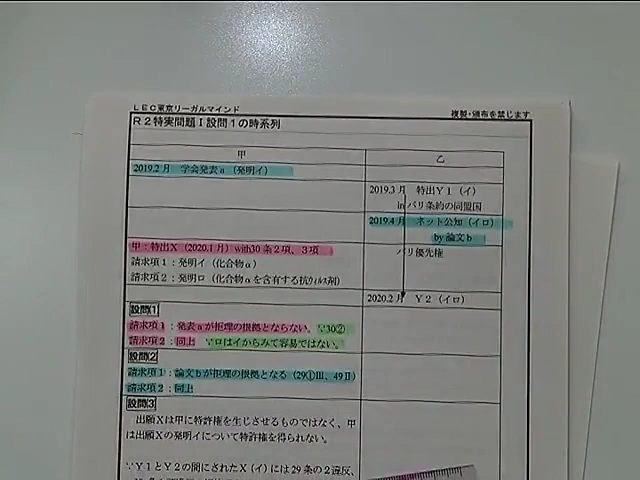 LEC東京リーガルマインド
複製・頒布を禁じます
R2特実問題Ⅰ設問1の時系列
甲
乙
2019.2月 学会発表a（発明イ）
2019.3月 特出Y1（イ）
inパリ条約の同盟国
2019.4月 ネット公知（イロ）
by論文b
甲：特出X（2020.1月）with30条2項、3項
パリ優先権
請求項1：発明イ（化合物α）
請求項2：発明ロ（化合物αを含有する抗ウィルス剤）
2020.2月 Y2（イロ）
設問1
請求項1：発表aが拒理の根拠とならない。∵30②
請求項2：同上 ∵ロはイからみて容易ではない。
設問2
請求項1：論文bが拒理の根拠となる（29①Ⅲ、49Ⅱ）
請求項2：同上
設問3
出願Xは甲に特許権を生じさせるものではなく、甲
は出願Xの発明イについて特許権を得られない。
∵Y1とY2の間にされたX（イ）には29条の2違反、